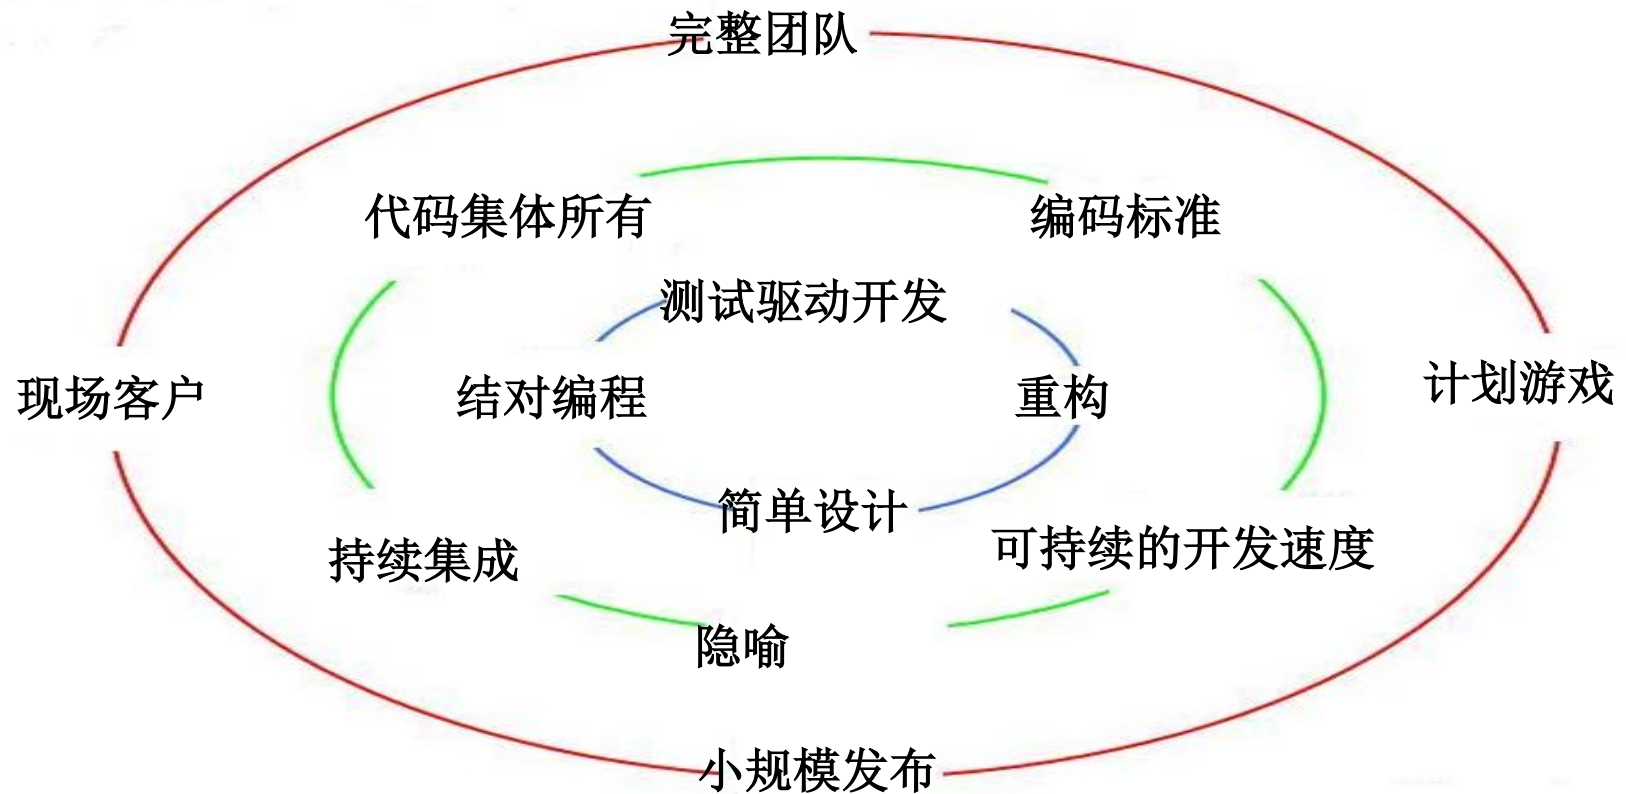 完整团队
代码集体所有
编码标准
测试驱动开发
现场客户
结对编程
重构
计划游戏
简单设计
持续集成
可持续的开发速度
隐喻
小规模发布